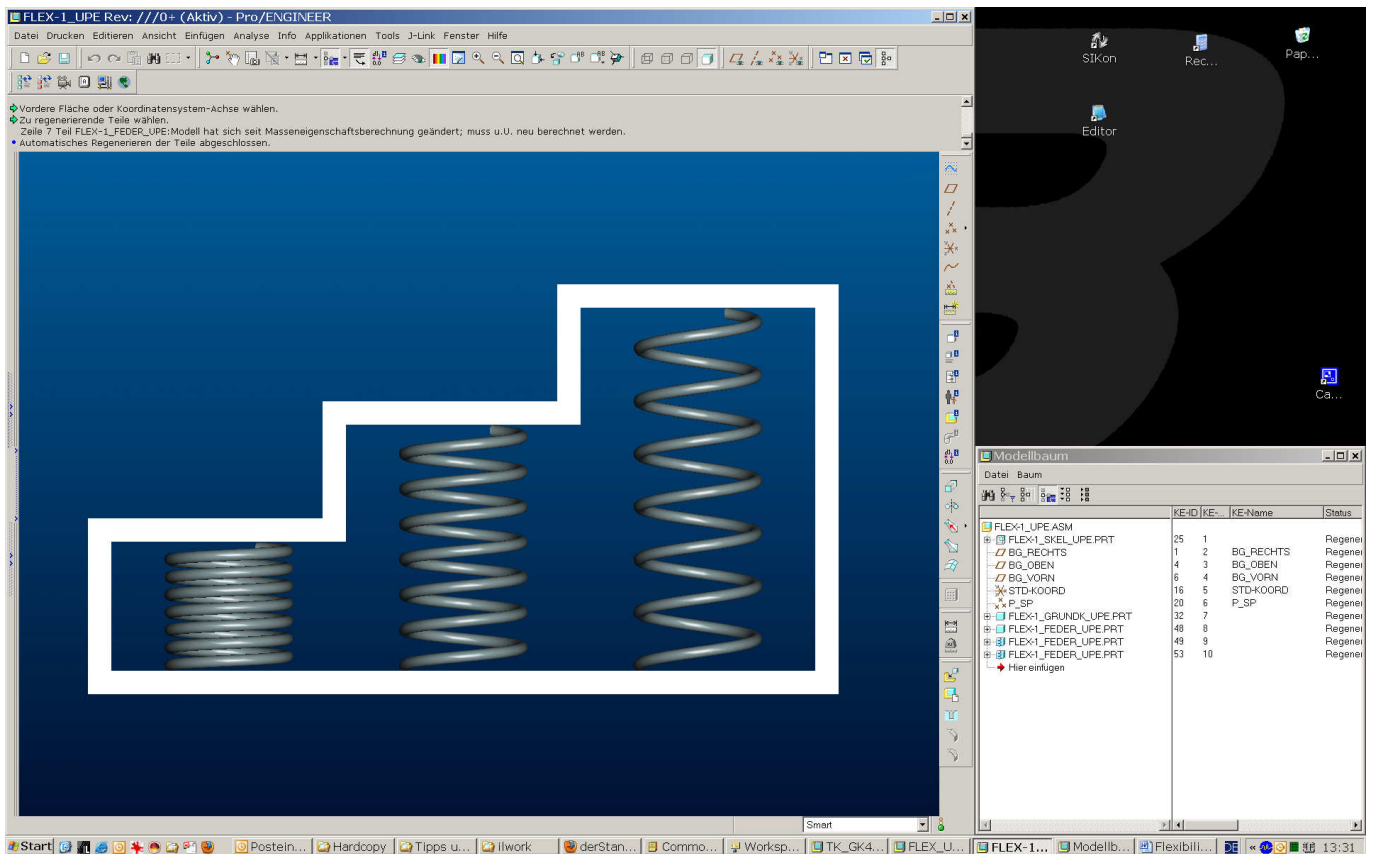 FLEX-1_UPE Rev: ///0+ (Aktiv) - Pro/ENGINEER
Datei Drucken Editieren Ansicht Einfügen Analyse Info Applikationen Tools J-Link Fenster Hilfe
Vordere Fläche oder Koordinatensystem-Achse wählen.
Zu regenerierende Teile wählen.
Zeile 7 Teil FLEX-1_FEDER_UPE:Modell hat sich seit Masseneigenschaftsberechnung geändert; muss u.U. neu berechnet werden.
Automatisches Regenerieren der Teile abgeschlossen.
SIKon
Rec...
Pap...
Editor
Ca...
Modellbaum
Datei Baum
KE-ID KE-... KE-Name Status
FLEX-1_UPE.ASM
FLEX-1_SKEL_UPE.PRT 25 1 Regener
BG_RECHTS 1 2 BG_RECHTS Regener
BG_OBEN 4 3 BG_OBEN Regener
BG_VORN 6 4 BG_VORN Regener
STD-KOORD 16 5 STD-KOORD Regener
P_SP 20 6 P_SP Regener
FLEX-1_GRUNDK_UPE.PRT 32 7 Regener
FLEX-1_FEDER_UPE.PRT 48 8 Regener
FLEX-1_FEDER_UPE.PRT 49 9 Regener
FLEX-1_FEDER_UPE.PRT 53 10 Regener
Hier einfügen
Smart
Start Postein... Hardcopy Tipps u... ilwork derStan... Commo... Worksp... TK_GK4... FLEX_U... FLEX-1... Modellb... Flexibili... DE « 13:31